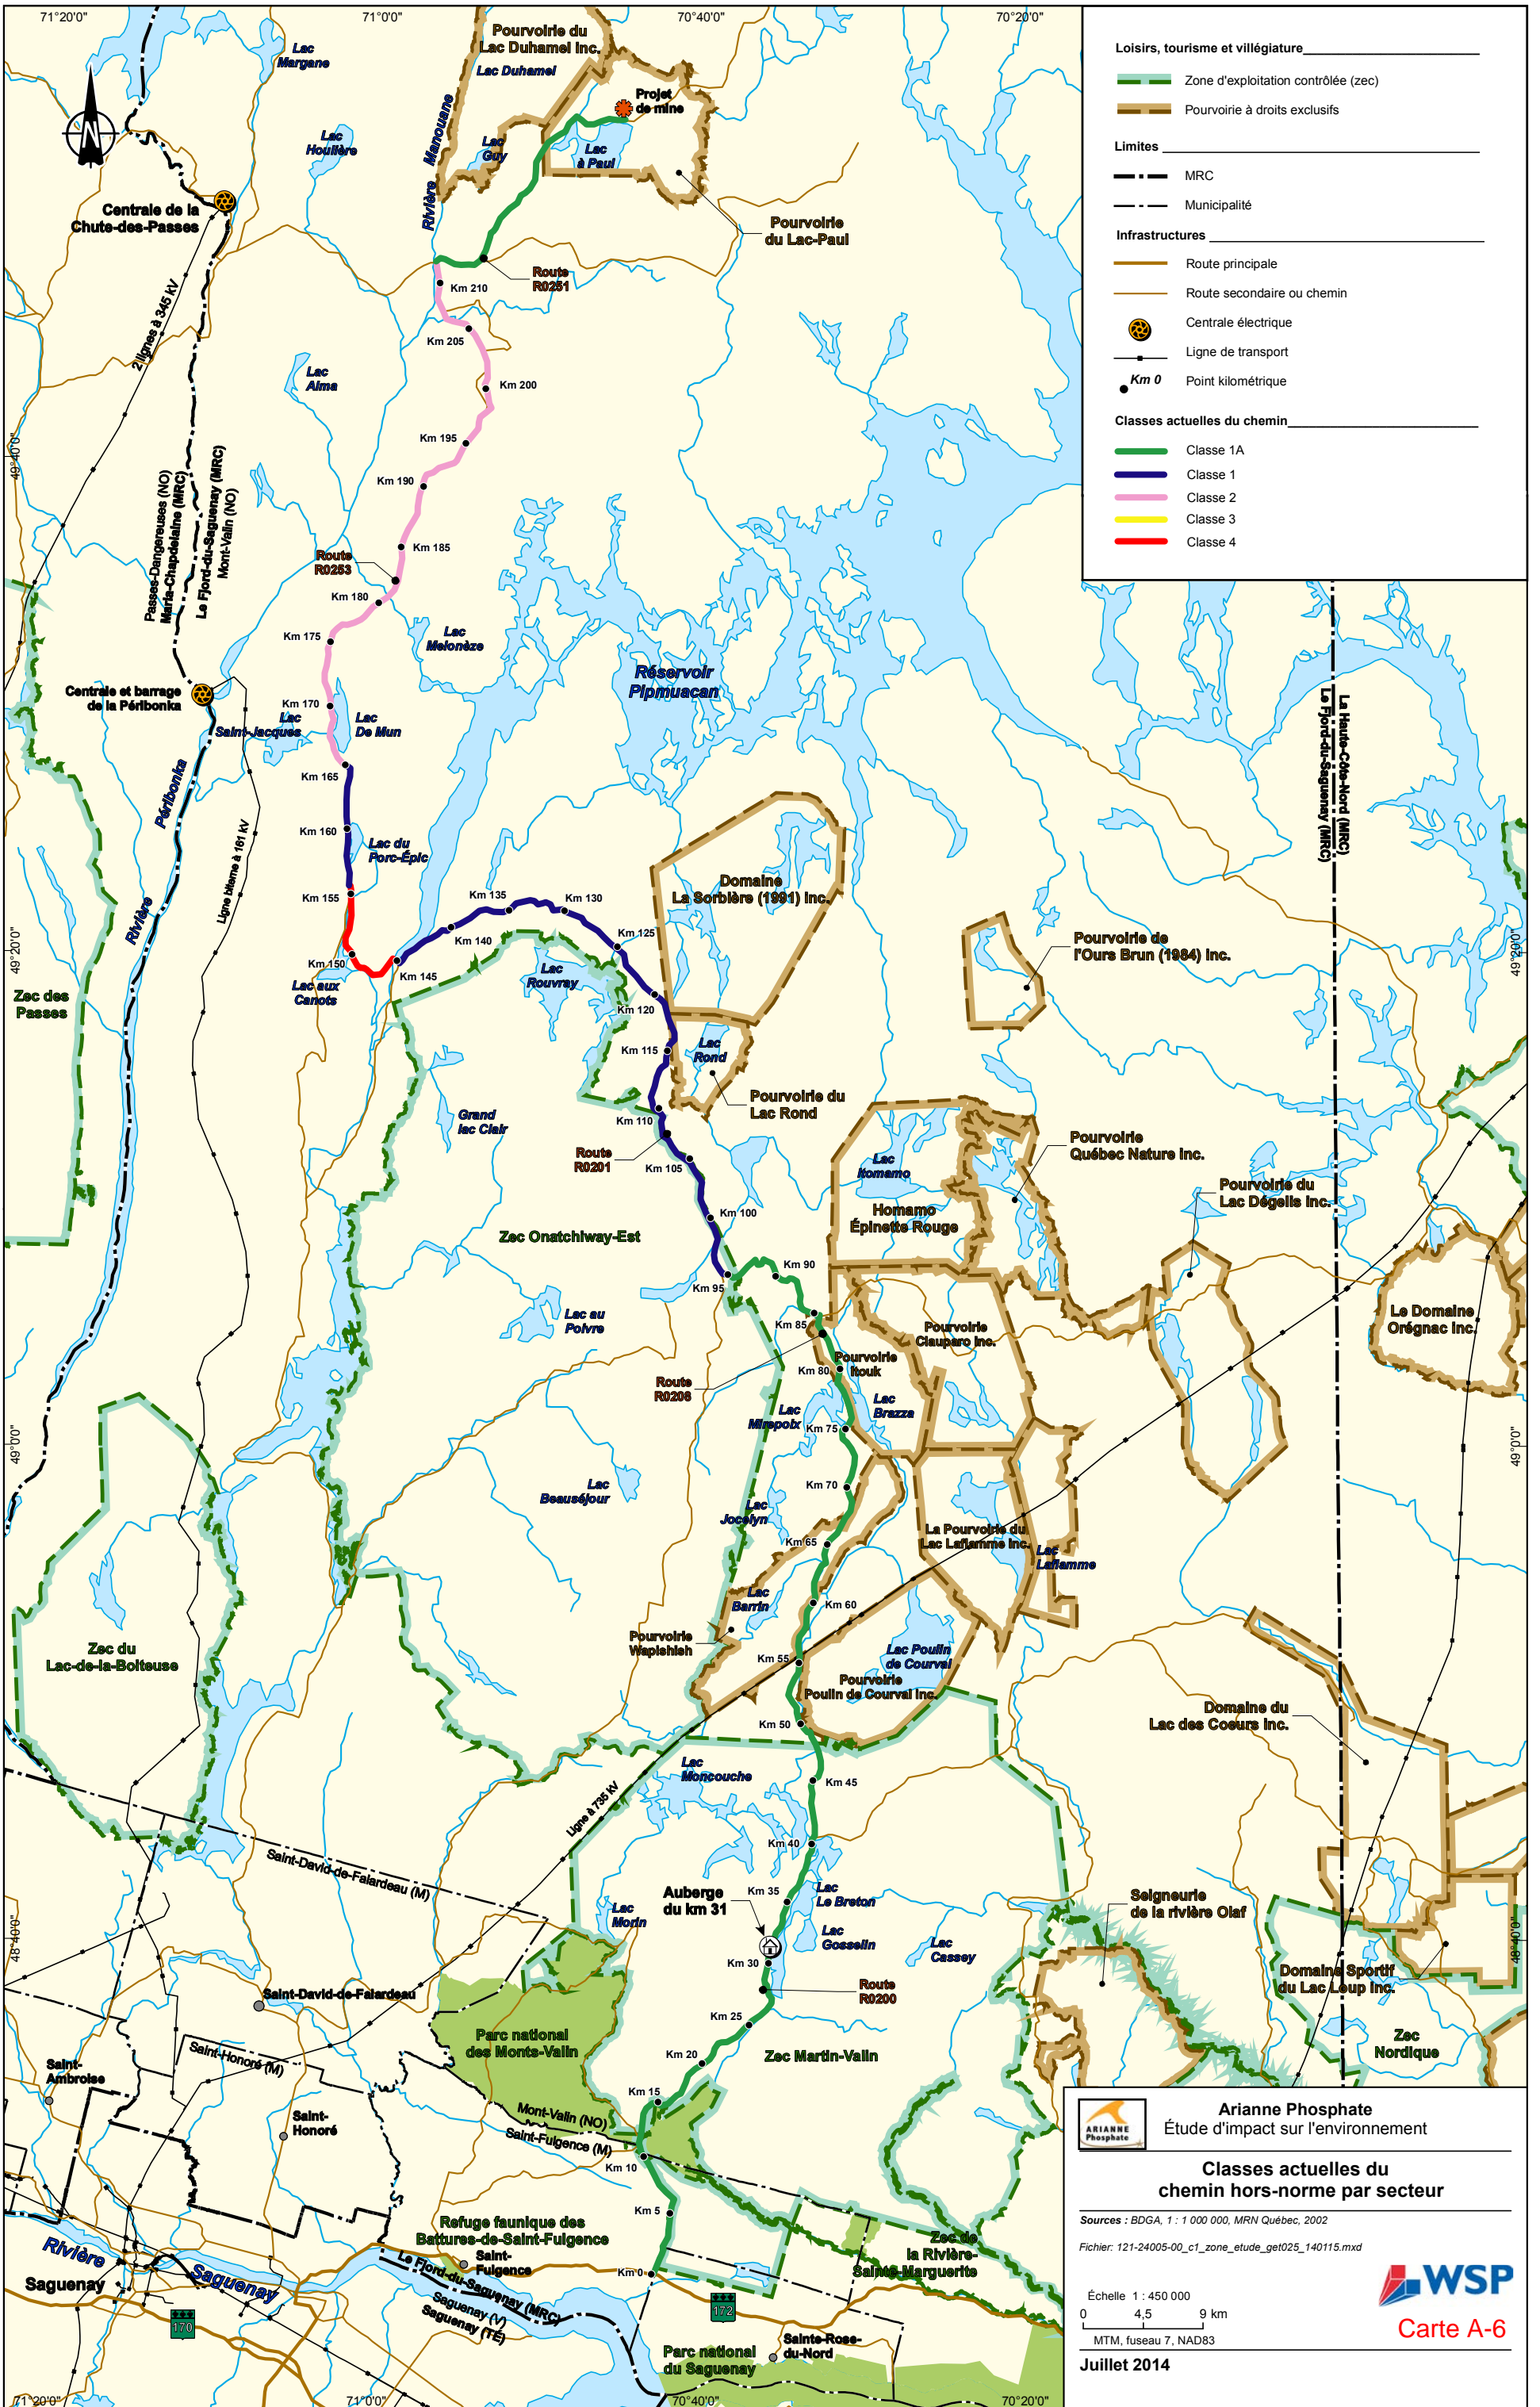 71°20'0"
71°0'0"
70°40'0"
70°20'0"
Loisirs, tourisme et villégiature
Zone d'exploitation contrôlée (zec)
Pourvoirie à droits exclusifs
Limites
MRC
Municipalité
Infrastructures
Route principale
Route secondaire ou chemin
Centrale électrique
Ligne de transport
Km 0
Point kilométrique
Classes actuelles du chemin
Classe 1A
Classe 1
Classe 2
Classe 3
Classe 4
N
Lac
Margane
Pourvoirie du
Lac Duhamel inc.
Lac Duhamel
Projet
de mine
Lac
Houlière
Rivière Manouane
Lac
Guy
Lac
à Paul
Centrale de la
Chute-des-Passes
Pourvoirie
du Lac-Paul
Route
R0251
Km 210
2 lignes à 345 kV
Km 205
Lac
Alma
Km 200
49°40'0"
Km 195
Km 190
Passes-Dangereuses (NO)
Maria-Chapdelaine (MRC)
Le Fjord-du-Saguenay (MRC)
Mont-Valin (NO)
Km 185
Route
R0253
Km 180
Km 175
Lac
Melonèze
Réservoir
Pipmuacan
La Haute-Côte-Nord (MRC)
Le Fjord-du-Saguenay (MRC)
Centrale et barrage
de la Péribonka
Km 170
Lac
Saint-Jacques
Lac
De Mun
Km 165
Rivière
Péribonka
Ligne biterne à 161 kV
Km 160
Lac du
Porc-Épic
Km 155
Km 135
Km 130
Domaine
La Sorbière (1991) inc.
Km 125
Km 140
49°20'0"
Km 150
Km 145
Lac
Rouvray
Pourvoirie de
l'Ours Brun (1984) inc.
49°20'0"
Lac aux
Canots
Zec des
Passes
Km 120
Km 115
Lac
Rond
Pourvoirie du
Lac Rond
Grand
lac Clair
Km 110
Route
R0201
Km 105
Lac
Itomamo
Pourvoirie
Québec Nature inc.
Pourvoirie du
Lac Dégelis inc.
Km 100
Homamo
Épinette Rouge
Zec Onatchiway-Est
Km 90
Km 95
Lac au
Poivre
Km 85
Pourvoirie
Clauparo inc.
Le Domaine
Orégnac inc.
Pourvoirie
Itouk
Km 80
Route
R0208
Lac
Mirepoix
Lac
Brazza
Km 75
49°0'0"
49°0'0"
Lac
Beauséjour
Km 70
Lac
Jocelyn
Km 65
La Pourvoirie du
Lac Laflamme inc.
Lac
Laflamme
Lac
Barrin
Km 60
Zec du
Lac-de-la-Boiteuse
Pourvoirie
Wapishish
Km 55
Lac Poulin
de Courval
Pourvoirie
Poulin de Courval inc.
Domaine du
Lac des Coeurs inc.
Km 50
Lac
Moncouche
Km 45
Ligne à 735 kV
Km 40
Saint-David-de-Falardeau (M)
Km 35
Lac
Le Breton
Auberge
du km 31
Lac
Morin
Lac
Gosselin
Lac
Cassey
Seigneurie
de la rivière Olaf
48°40'0"
48°40'0"
Km 30
Route
R0200
Domaine Sportif
du Lac Loup inc.
Saint-David-de-Falardeau
Km 25
Parc national
des Monts-Valin
Km 20
Zec Martin-Valin
Zec
Nordique
Saint-Honoré (M)
Saint-
Ambroise
Km 15
Saint-
Honoré
Mont-Valin (NO)
Saint-Fulgence (M)
Km 10
Km 5
Refuge faunique des
Battures-de-Saint-Fulgence
Zec de
la Rivière-
Sainte-Marguerite
Saint-
Fulgence
Km 0
Rivière
Saguenay
Saguenay
Le Fjord-du-Saguenay (MRC)
Saguenay (V)
Saguenay (TÉ)
170
172
Sainte-Rose-
du-Nord
Parc national
du Saguenay
71°20'0"
71°0'0"
70°40'0"
70°20'0"
ARIANNE
Phosphate
Arianne Phosphate
Étude d'impact sur l'environnement
Classes actuelles du
chemin hors-norme par secteur
Sources : BDGA, 1 : 1 000 000, MRN Québec, 2002
Fichier: 121-24005-00_c1_zone_etude_get025_140115.mxd
Échelle 1 : 450 000
0 4,5 9 km
MTM, fuseau 7, NAD83
Juillet 2014
WSP
Carte A-6